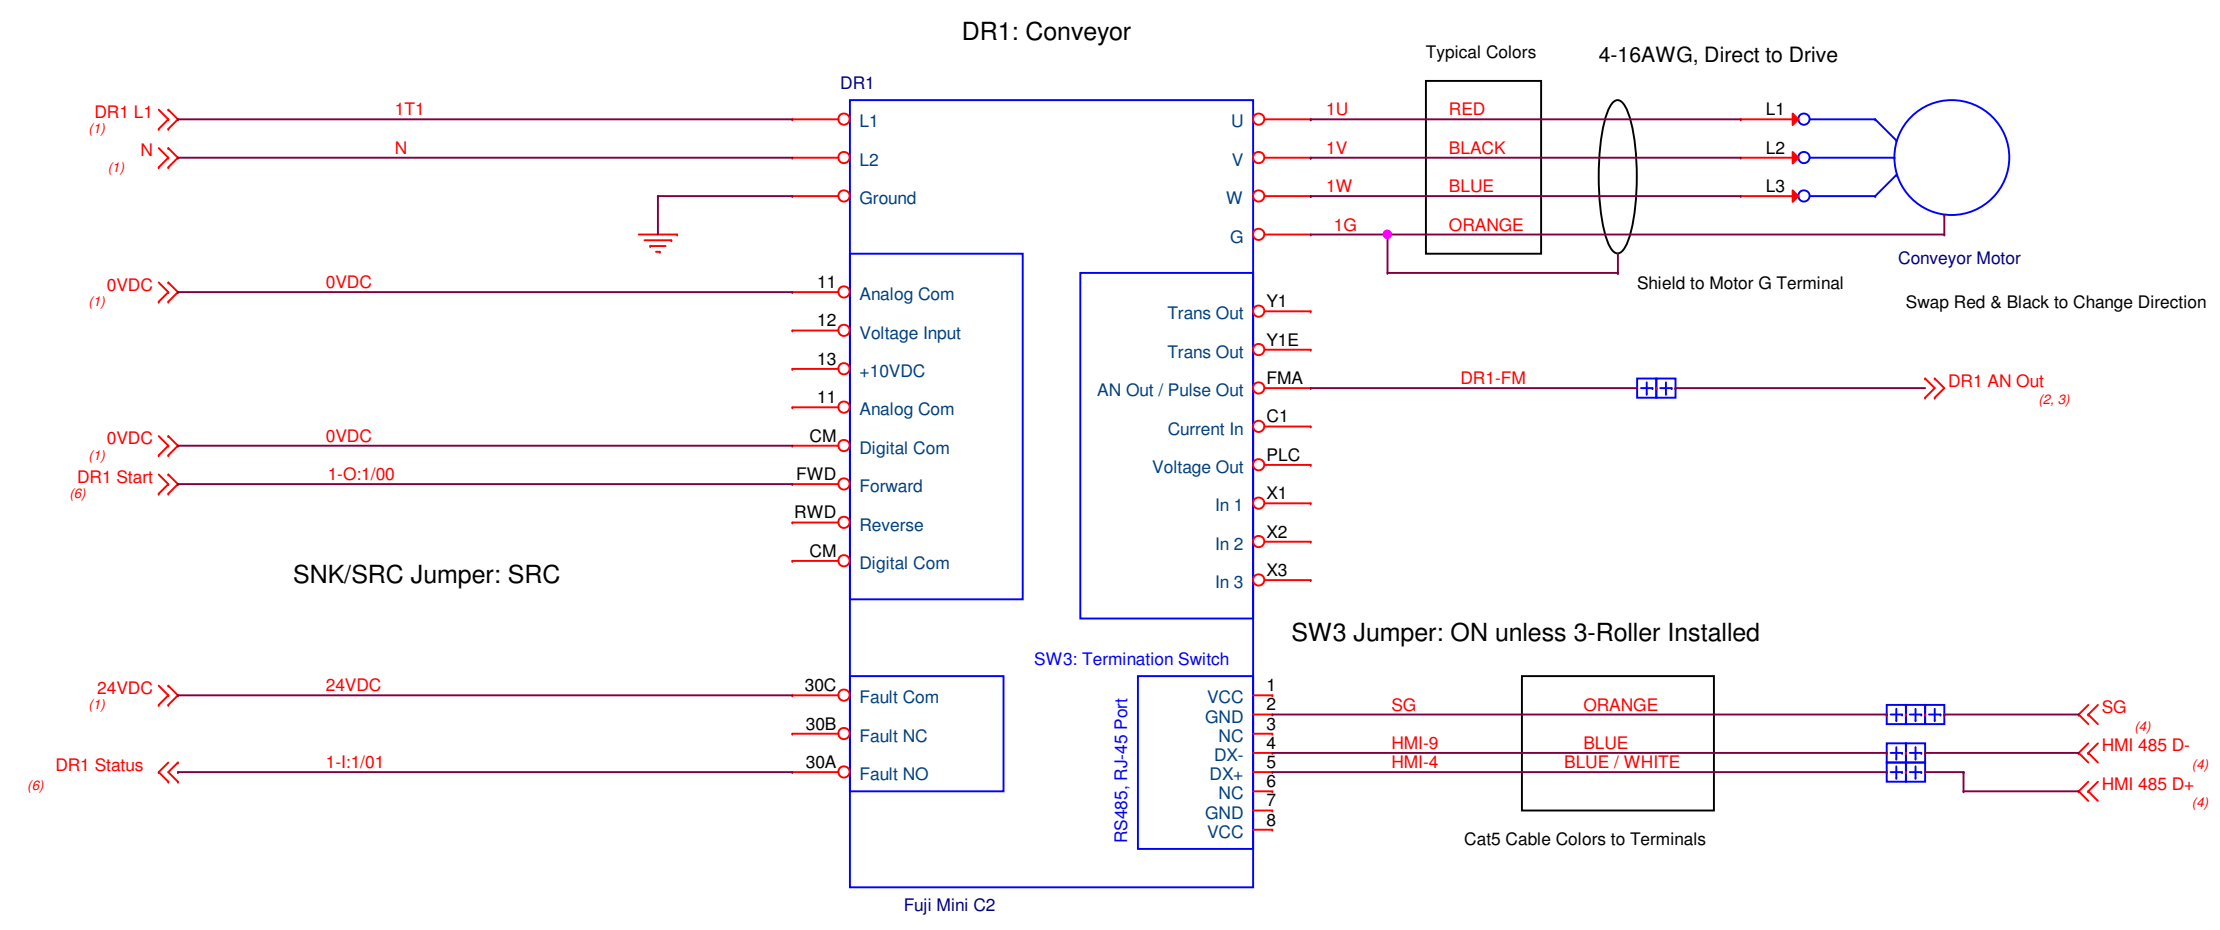 DR1: Conveyor
Typical Colors
4-16AWG, Direct to Drive
DR1
DR1 L1
(1)
1T1
L1
N
(1)
N
L2
Ground
U
1U
RED
L1
V
1V
BLACK
L2
W
1W
BLUE
L3
G
1G
ORANGE
Conveyor Motor
Shield to Motor G Terminal
Swap Red & Black to Change Direction
0VDC
(1)
0VDC
11
Analog Com
12
Voltage Input
13
+10VDC
11
Analog Com
0VDC
(1)
0VDC
CM
Digital Com
DR1 Start
(6)
1-O:1/00
FWD
Forward
RWD
Reverse
CM
Digital Com
SNK/SRC Jumper: SRC
Trans Out
Y1
Trans Out
Y1E
AN Out / Pulse Out
FMA
DR1-FM
DR1 AN Out
(2, 3)
Current In
C1
Voltage Out
PLC
In 1
X1
In 2
X2
In 3
X3
SW3 Jumper: ON unless 3-Roller Installed
SW3: Termination Switch
24VDC
(1)
24VDC
30C
Fault Com
30B
Fault NC
DR1 Status
(6)
1-I:1/01
30A
Fault NO
RS485, RJ-45 Port
VCC
1
GND
2
SG
ORANGE
SG
(4)
NC
3
DX-
4
HMI-9
BLUE
HMI 485 D-
(4)
DX+
5
HMI-4
BLUE / WHITE
HMI 485 D+
(4)
NC
6
GND
7
VCC
8
Cat5 Cable Colors to Terminals
Fuji Mini C2